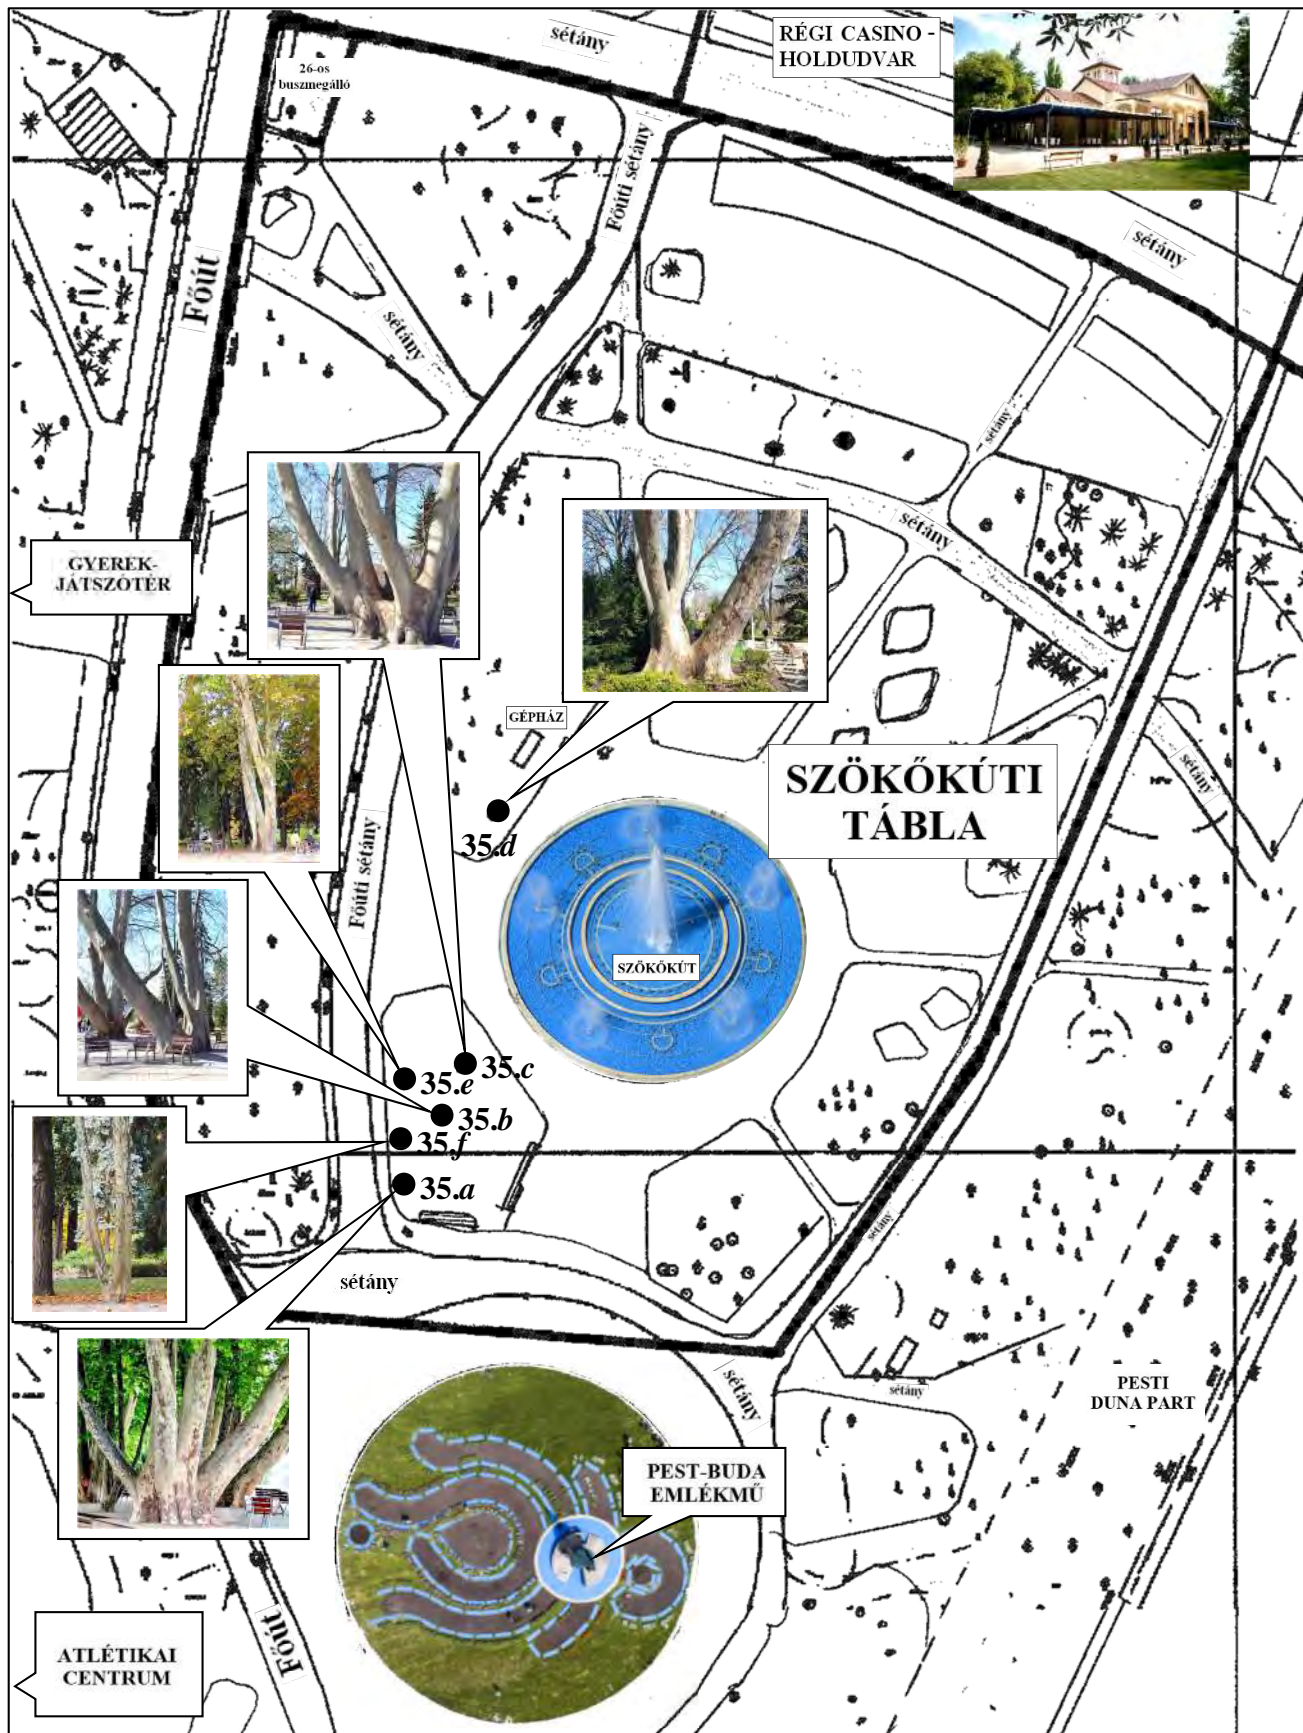 sétány
RÉGI CASINO -
HOLDUDVAR
26-os
buszmegálló
Főúti sétány
sétány
Főút
sétány
sétány
sétány
GYEREK-
JÁTSZÓTÉR
GÉPHÁZ
SZÖKŐKÚTI
TÁBLA
sétány
35.d
Főúti sétány
SZÖKŐKÚT
35.c
35.e
35.b
35.f
35.a
sétány
sétány
sétány
sétány
PESTI
DUNA PART
PEST-BUDA
EMLÉKMŰ
Főút
ATLÉTIKAI
CENTRUM